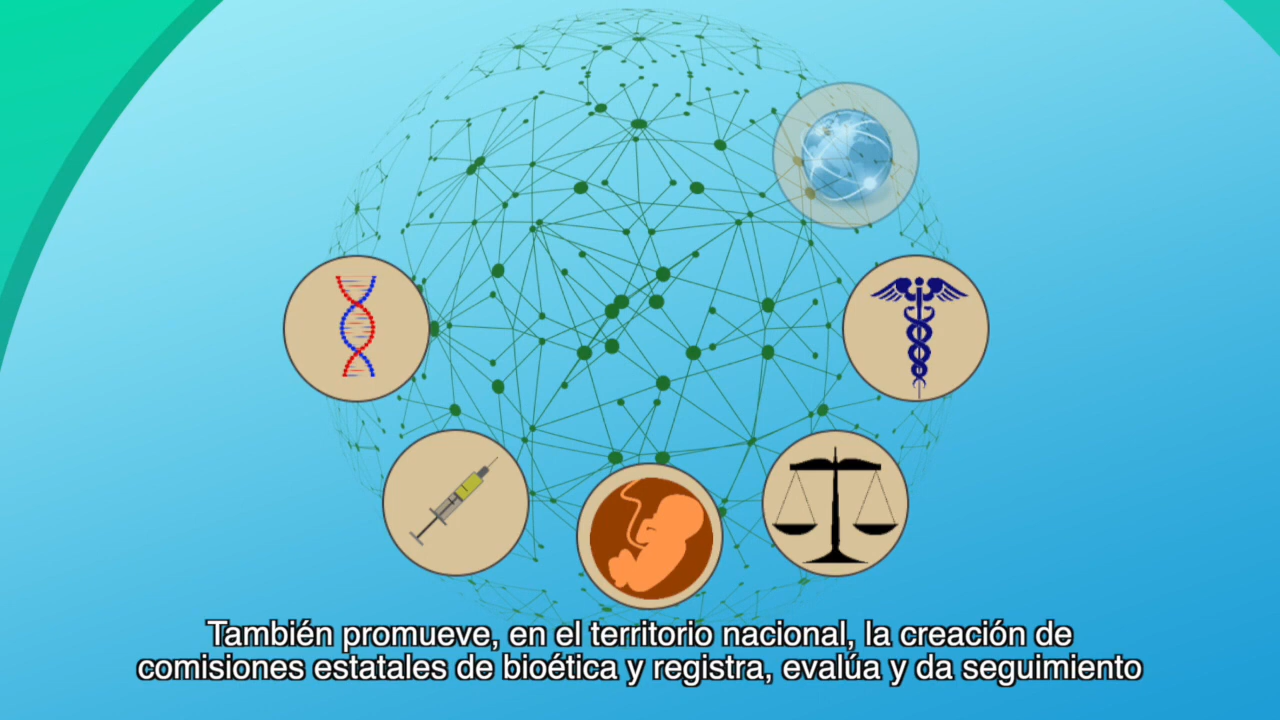 También promueve, en el territorio nacional, la creación de
comisiones estatales de bioética y registra, evalúa y da seguimiento